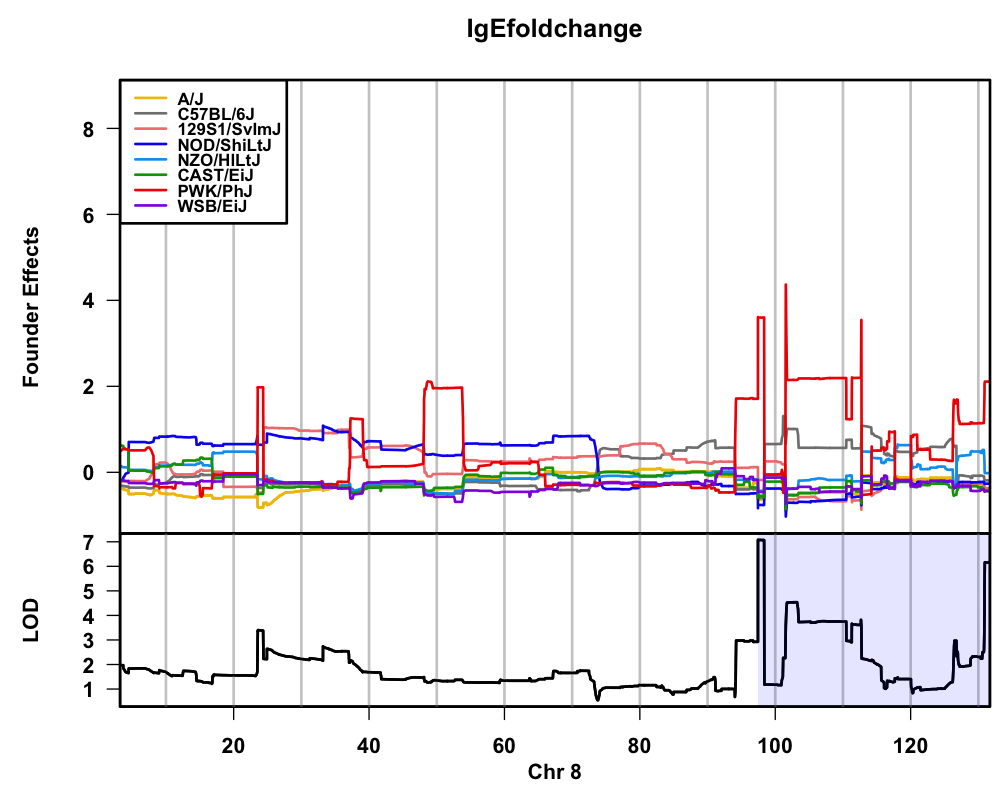 IgEfoldchange
A/J
C57BL/6J
129S1/SvImJ
NOD/ShiLtJ
NZO/HlLtJ
CAST/EiJ
PWK/PhJ
WSB/EiJ
Founder Effects
8
6
4
2
0
LOD
7
6
5
4
3
2
1
20 40 60 80 100 120
Chr 8